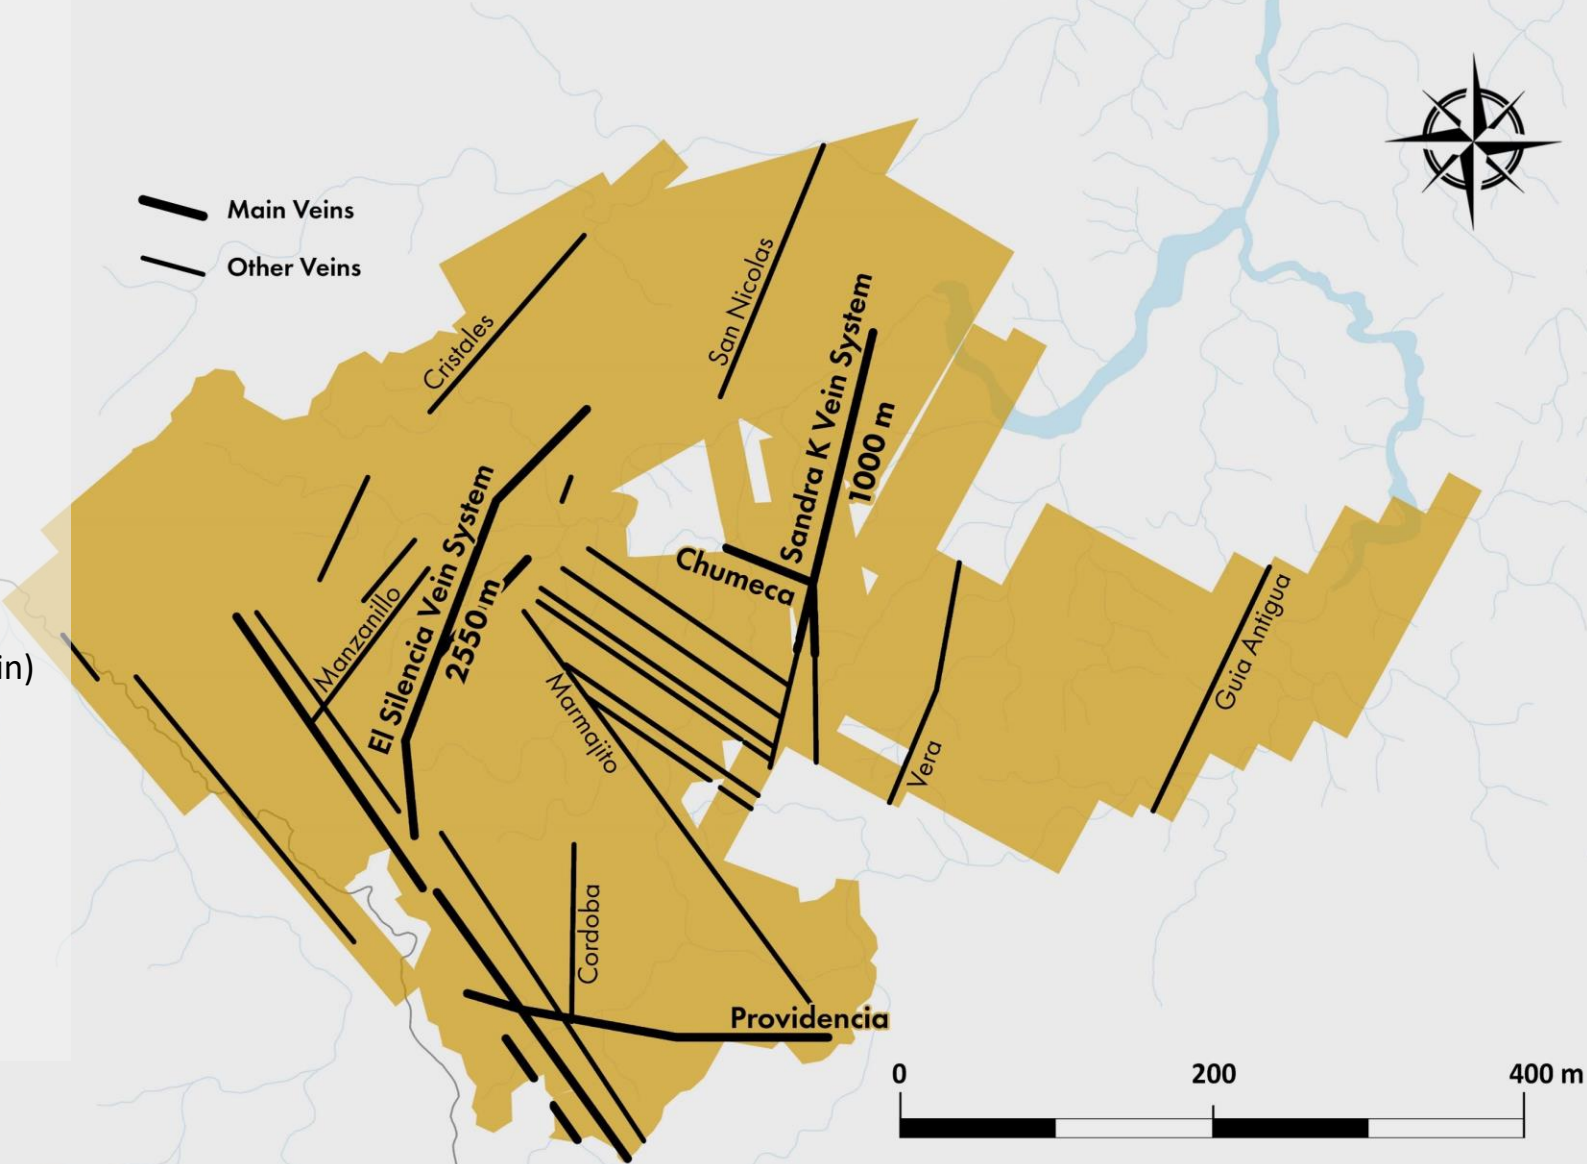 Main Veins
Other Veins
Cristales
San Nicolas
Sandra K Vein System
1000 m
El Silencia Vein System
2550 m
Chumeca
Manzanillo
Marmajito
Guia Antigua
Vera
in)
Cordoba
Providencia
0 200 400 m